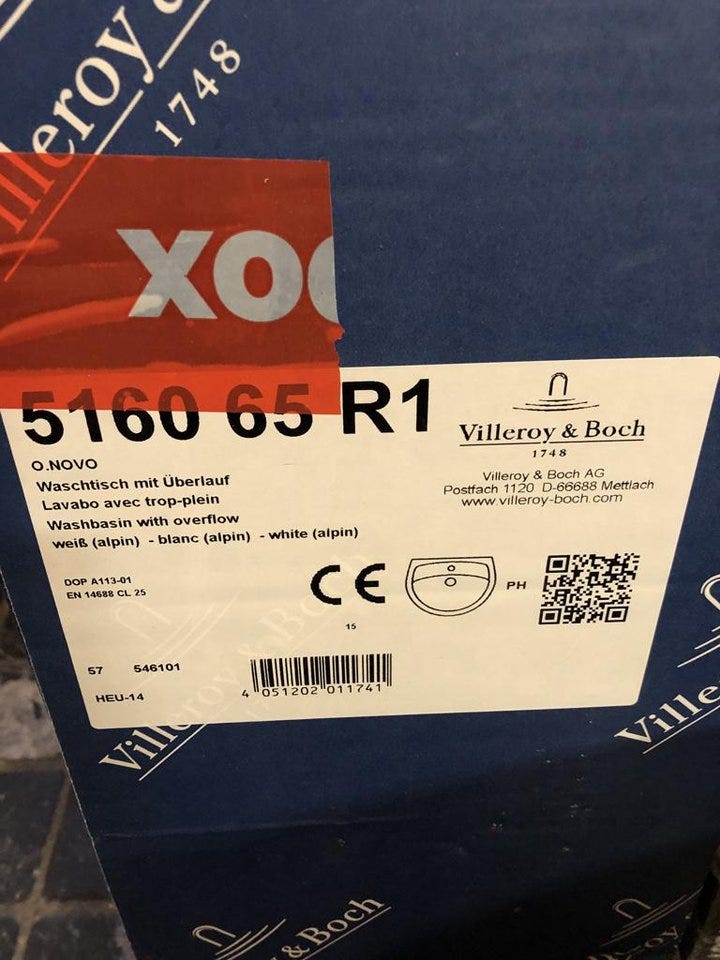 Villeroy &
1748
XO
5160 65 R1
O.NOVO
Waschtisch mit Überlauf
Lavabo avec trop-plein
Washbasin with overflow
weiß (alpin) - blanc (alpin) - white (alpin)
Villeroy & Boch
1748
Villeroy & Boch AG
Postfach 1120 D-66688 Mettlach
www.villeroy-boch.com
DOP A113-01
EN 14688 CL 25
CE
15
PH
57 546101
HEU-14
4 051202 011741
Villeroy & Boch
Ville
& Boch